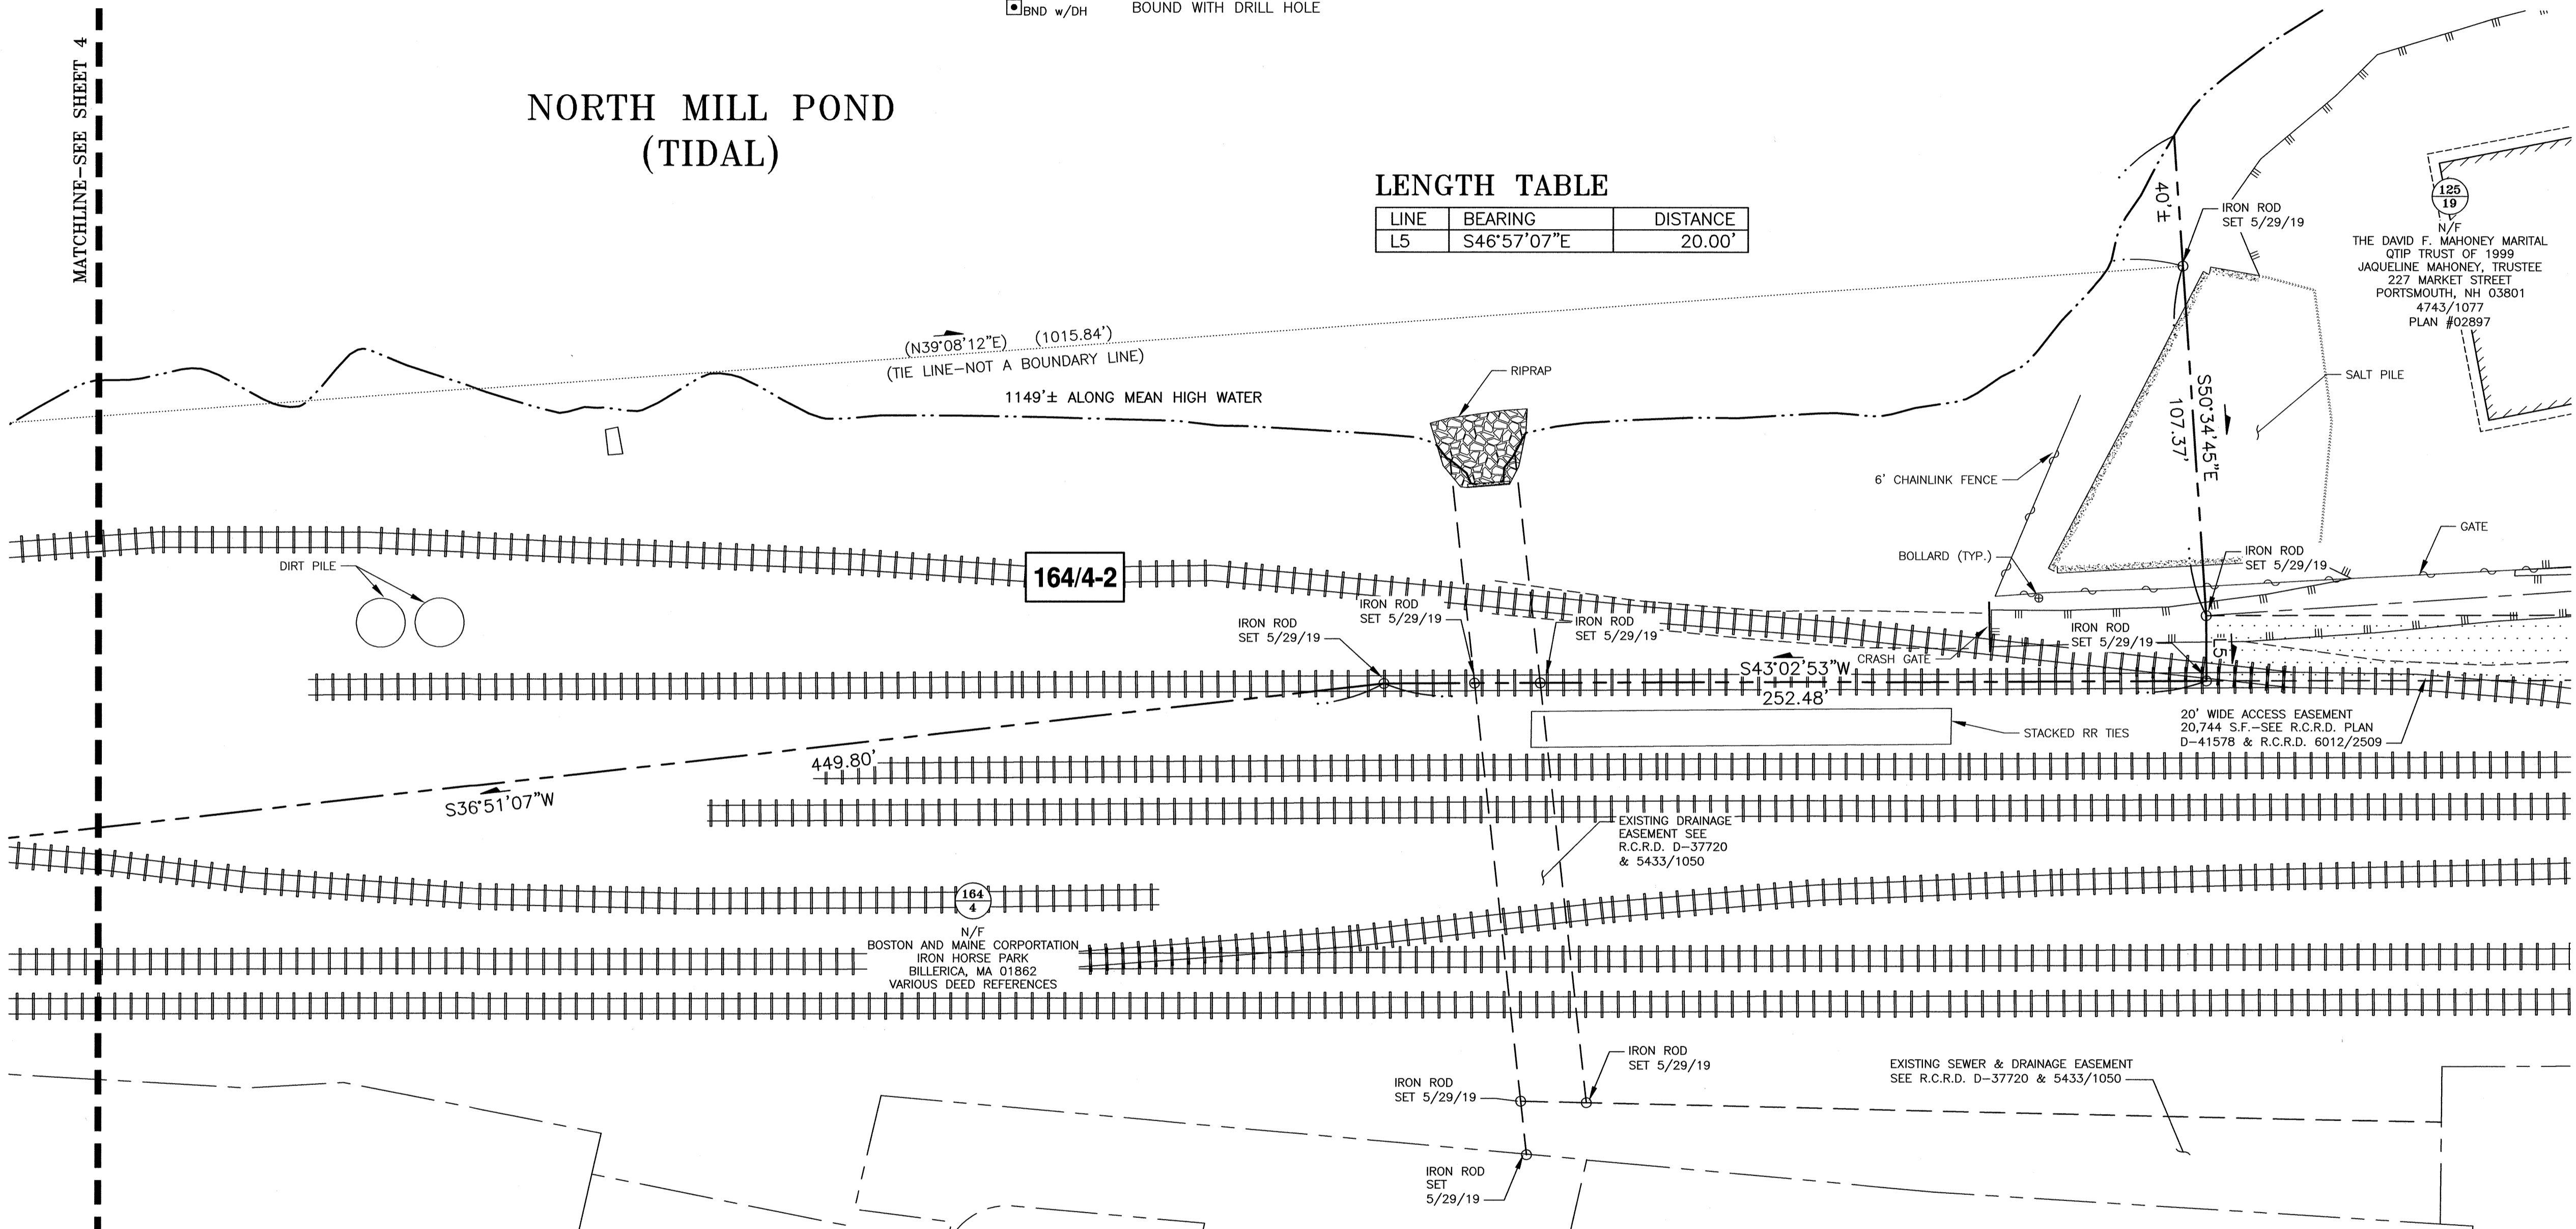 BND w/DH BOUND WITH DRILL HOLE
MATCHLINE-SEE SHEET 4
NORTH MILL POND
(TIDAL)
LENGTH TABLE
LINE BEARING DISTANCE
L5 S46°57'07"E 20.00'
40'±
IRON ROD
SET 5/29/19
125
19
N/F
THE DAVID F. MAHONEY MARITAL
QTIP TRUST OF 1999
JAQUELINE MAHONEY, TRUSTEE
227 MARKET STREET
PORTSMOUTH, NH 03801
4743/1077
PLAN #02897
(N39°08'12"E) (1015.84')
(TIE LINE-NOT A BOUNDARY LINE)
1149'± ALONG MEAN HIGH WATER
RIPRAP
SALT PILE
S50°34'45"E
107.37'
6' CHAINLINK FENCE
GATE
BOLLARD (TYP.)
IRON ROD
SET 5/29/19
DIRT PILE
164/4-2
IRON ROD
SET 5/29/19
IRON ROD
SET 5/29/19
IRON ROD
SET 5/29/19
IRON ROD
SET 5/29/19
L5
CRASH GATE
S43°02'53"W
252.48'
20' WIDE ACCESS EASEMENT
20,744 S.F.-SEE R.C.R.D. PLAN
D-41578 & R.C.R.D. 6012/2509
STACKED RR TIES
449.80'
S36°51'07"W
EXISTING DRAINAGE
EASEMENT SEE
R.C.R.D. D-37720
& 5433/1050
164
4
N/F
BOSTON AND MAINE CORPORTATION
IRON HORSE PARK
BILLERICA, MA 01862
VARIOUS DEED REFERENCES
IRON ROD
SET 5/29/19
IRON ROD
SET 5/29/19
EXISTING SEWER & DRAINAGE EASEMENT
SEE R.C.R.D. D-37720 & 5433/1050
IRON ROD
SET
5/29/19